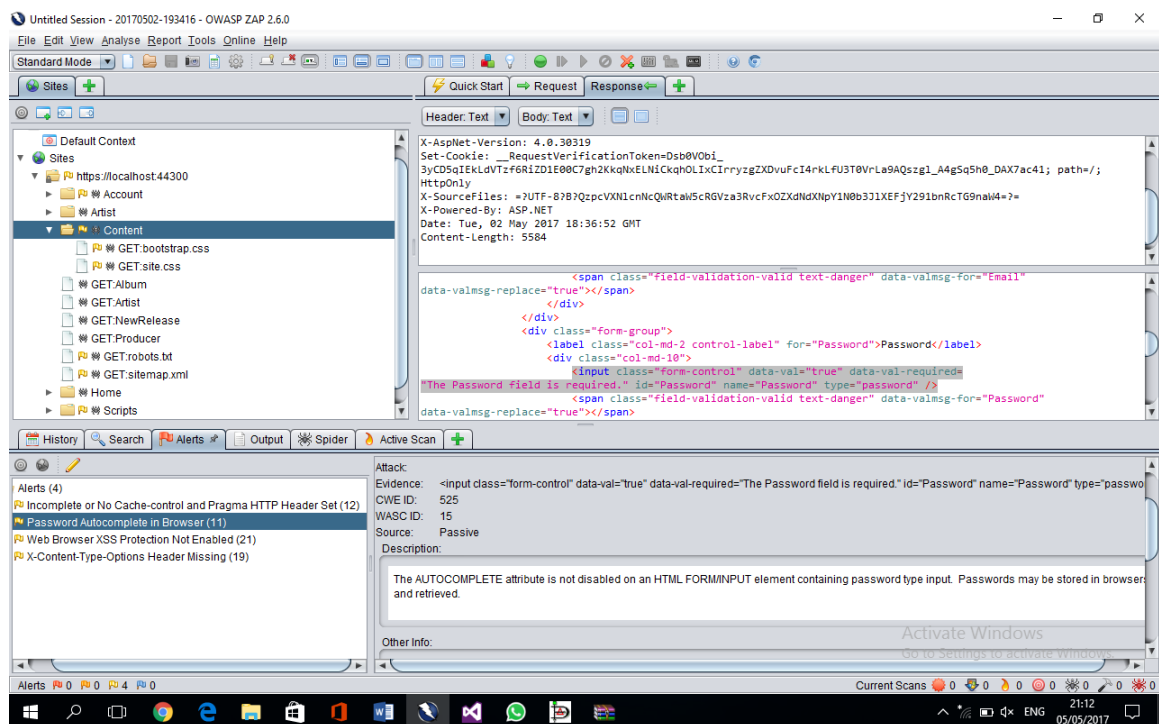 Untitled Session - 20170502-193416 - OWASP ZAP 2.6.0
File Edit View Analyse Report Tools Online Help
Standard Mode
Sites
Quick Start Request Response
Header: Text Body: Text
Default Context
Sites
https://localhost:44300
Account
Artist
Content
GET:bootstrap.css
GET:site.css
GET:Album
GET:Artist
GET:NewRelease
GET:Producer
GET:robots.txt
GET:sitemap.xml
Home
Scripts
X-AspNet-Version: 4.0.30319
Set-Cookie: __RequestVerificationToken=Dsb0VObi_
3yCD5qIEkLdVTzf6RiZD1E00C7gh2KkqNxELNiCkqhOLIxCIrryzgZXDvuFcI4rkLfU3T0VrLa9AQszgl_A4gSq5h0_DAX7ac41; path=/;
HttpOnly
X-SourceFiles: =?UTF-8?B?QzpcVXNlcnNcQWRtaW5cRGVza3RvcFxOZXdNdXNpY1N0b3JlXEFjY291bnRcTG9naW4=?=
X-Powered-By: ASP.NET
Date: Tue, 02 May 2017 18:36:52 GMT
Content-Length: 5584
<span class="field-validation-valid text-danger" data-valmsg-for="Email"
data-valmsg-replace="true"></span>
</div>
</div>
<div class="form-group">
<label class="col-md-2 control-label" for="Password">Password</label>
<div class="col-md-10">
<input class="form-control" data-val="true" data-val-required=
"The Password field is required." id="Password" name="Password" type="password" />
<span class="field-validation-valid text-danger" data-valmsg-for="Password"
data-valmsg-replace="true"></span>
History Search Alerts Output Spider Active Scan
Alerts (4)
Incomplete or No Cache-control and Pragma HTTP Header Set (12)
Password Autocomplete in Browser (11)
Web Browser XSS Protection Not Enabled (21)
X-Content-Type-Options Header Missing (19)
Attack:
Evidence: <input class="form-control" data-val="true" data-val-required="The Password field is required." id="Password" name="Password" type="passwo
CWE ID: 525
WASC ID: 15
Source: Passive
Description:
The AUTOCOMPLETE attribute is not disabled on an HTML FORM/INPUT element containing password type input. Passwords may be stored in browsers
and retrieved.
Other Info:
Activate Windows
Go to Settings to activate Windows.
Alerts 0 0 4 0
Current Scans 0 0 0 0 0 0 0
ENG
21:12
05/05/2017